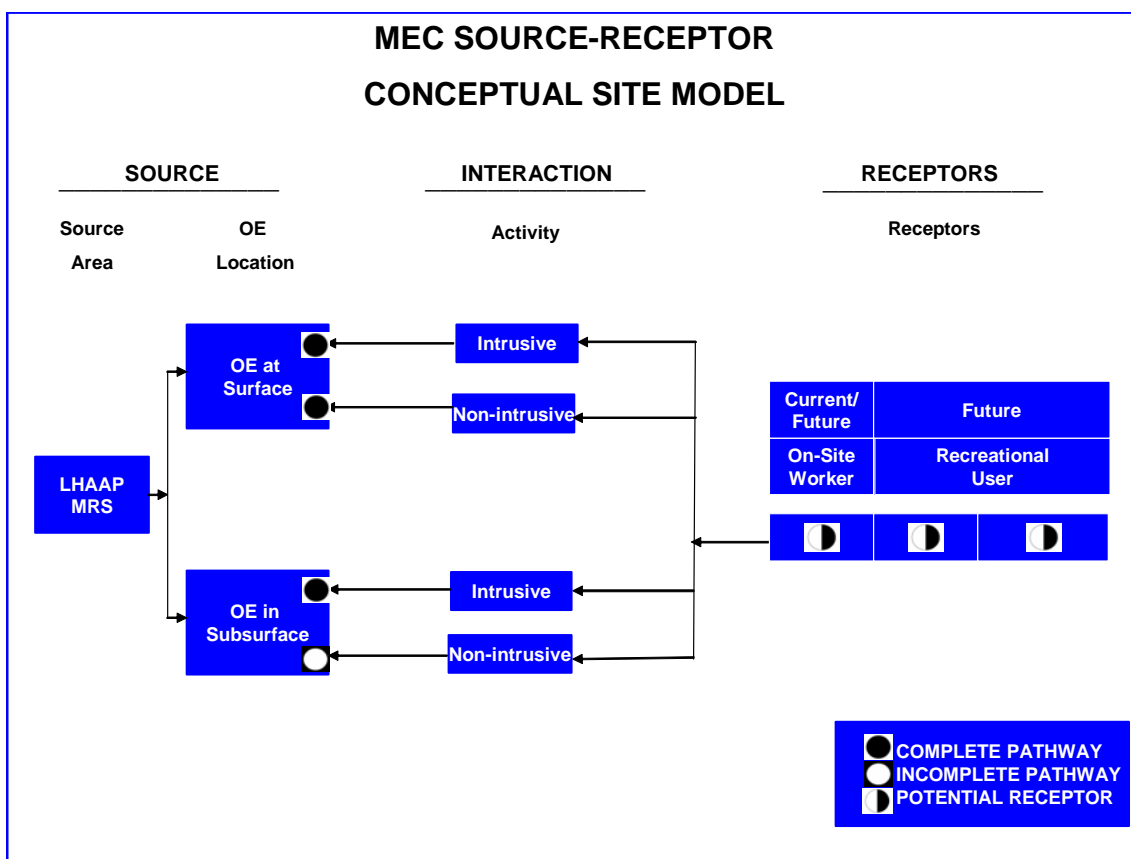 MEC SOURCE-RECEPTOR
CONCEPTUAL SITE MODEL
SOURCE
INTERACTION
RECEPTORS
Source
Area
OE
Location
Activity
Receptors
OE at
Surface
Intrusive
Non-intrusive
Current/
Future
Future
On-Site
Worker
Recreational
User
LHAAP
MRS
OE in
Subsurface
Intrusive
Non-intrusive
COMPLETE PATHWAY
INCOMPLETE PATHWAY
POTENTIAL RECEPTOR